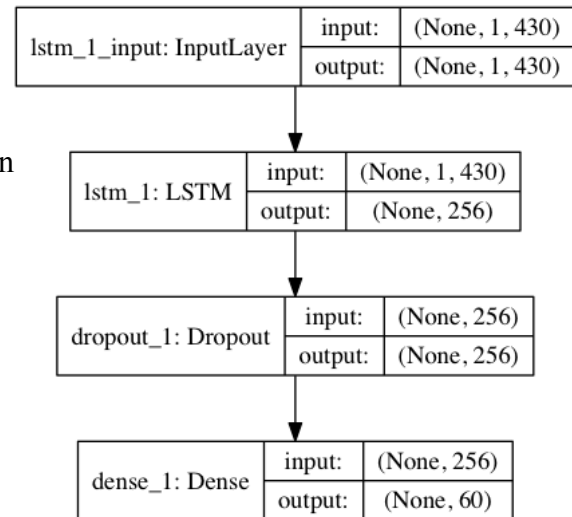 lstm_1_input: InputLayer
input: (None, 1, 430)
output: (None, 1, 430)
n
lstm_1: LSTM
input: (None, 1, 430)
output: (None, 256)
dropout_1: Dropout
input: (None, 256)
output: (None, 256)
dense_1: Dense
input: (None, 256)
output: (None, 60)